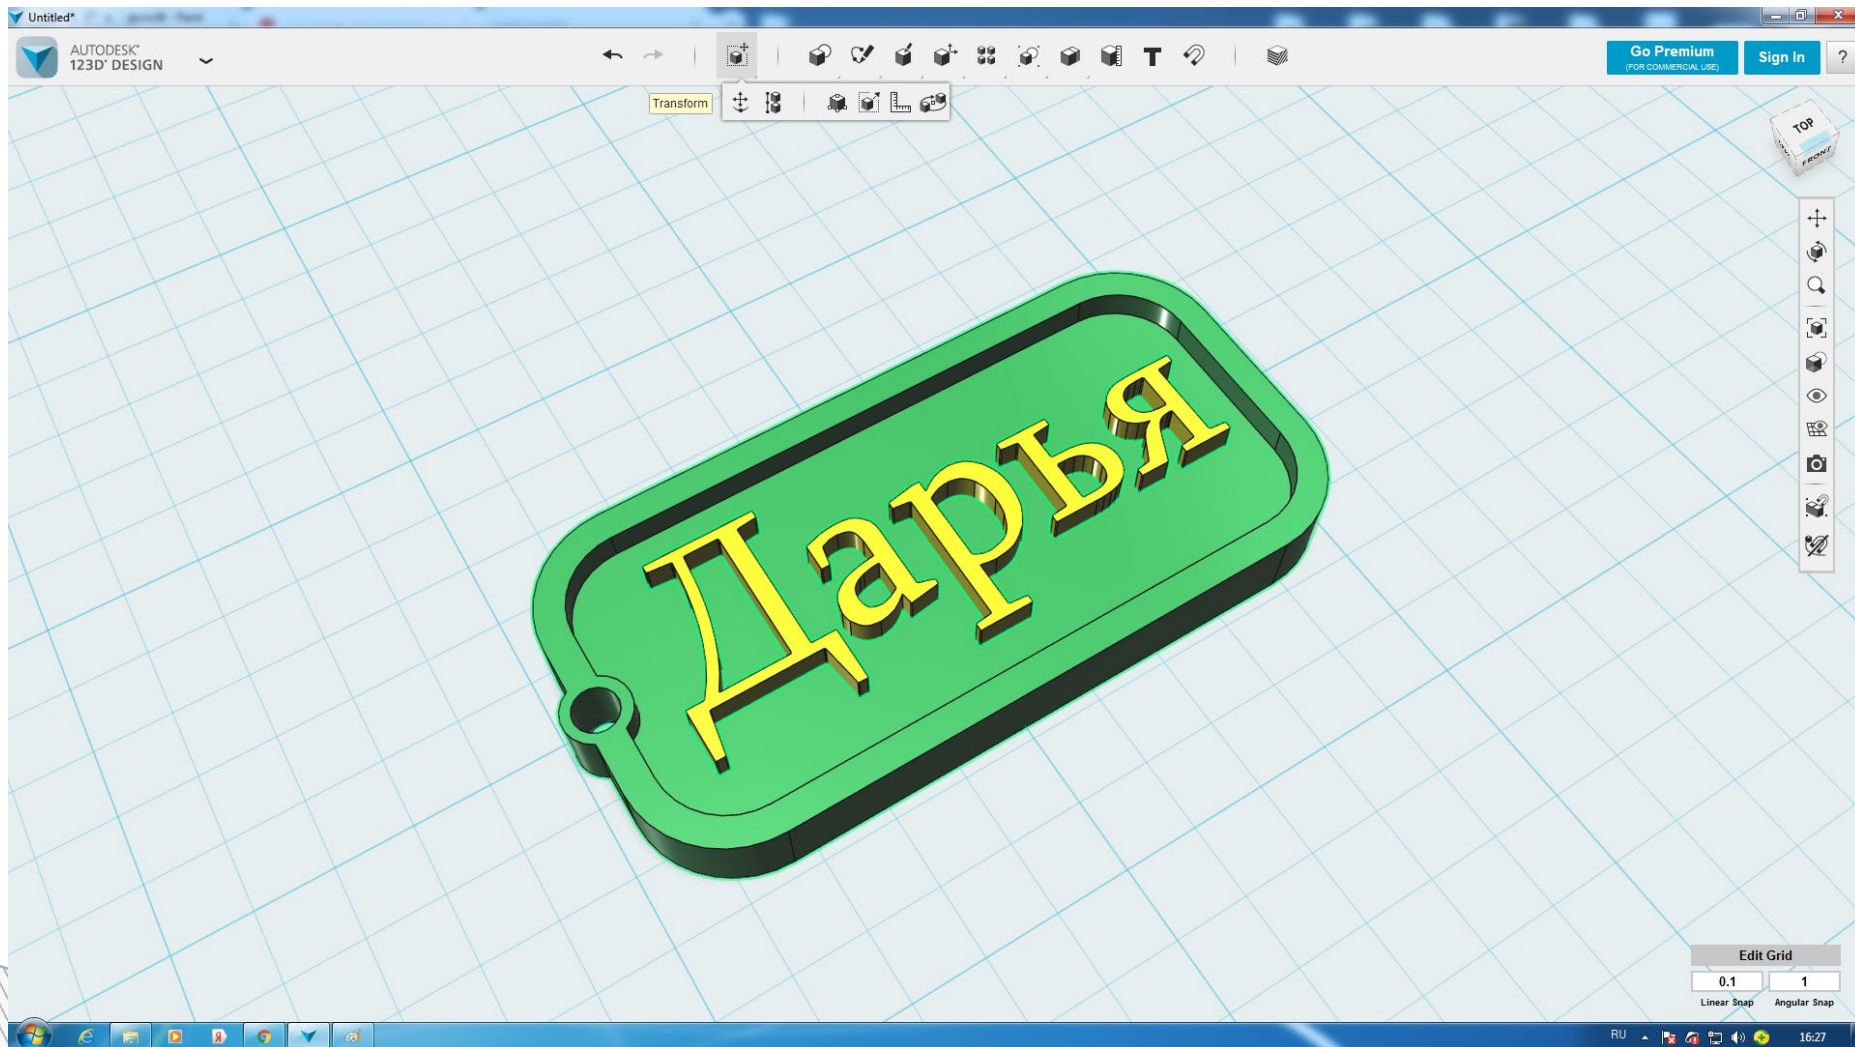 Untitled*
AUTODESK®
123D® DESIGN
Go Premium
(FOR COMMERCIAL USE)
Sign In
?
Transform
TOP
FRONT
Дарья
Edit Grid
0.1
1
Linear Snap
Angular Snap
RU
16:27